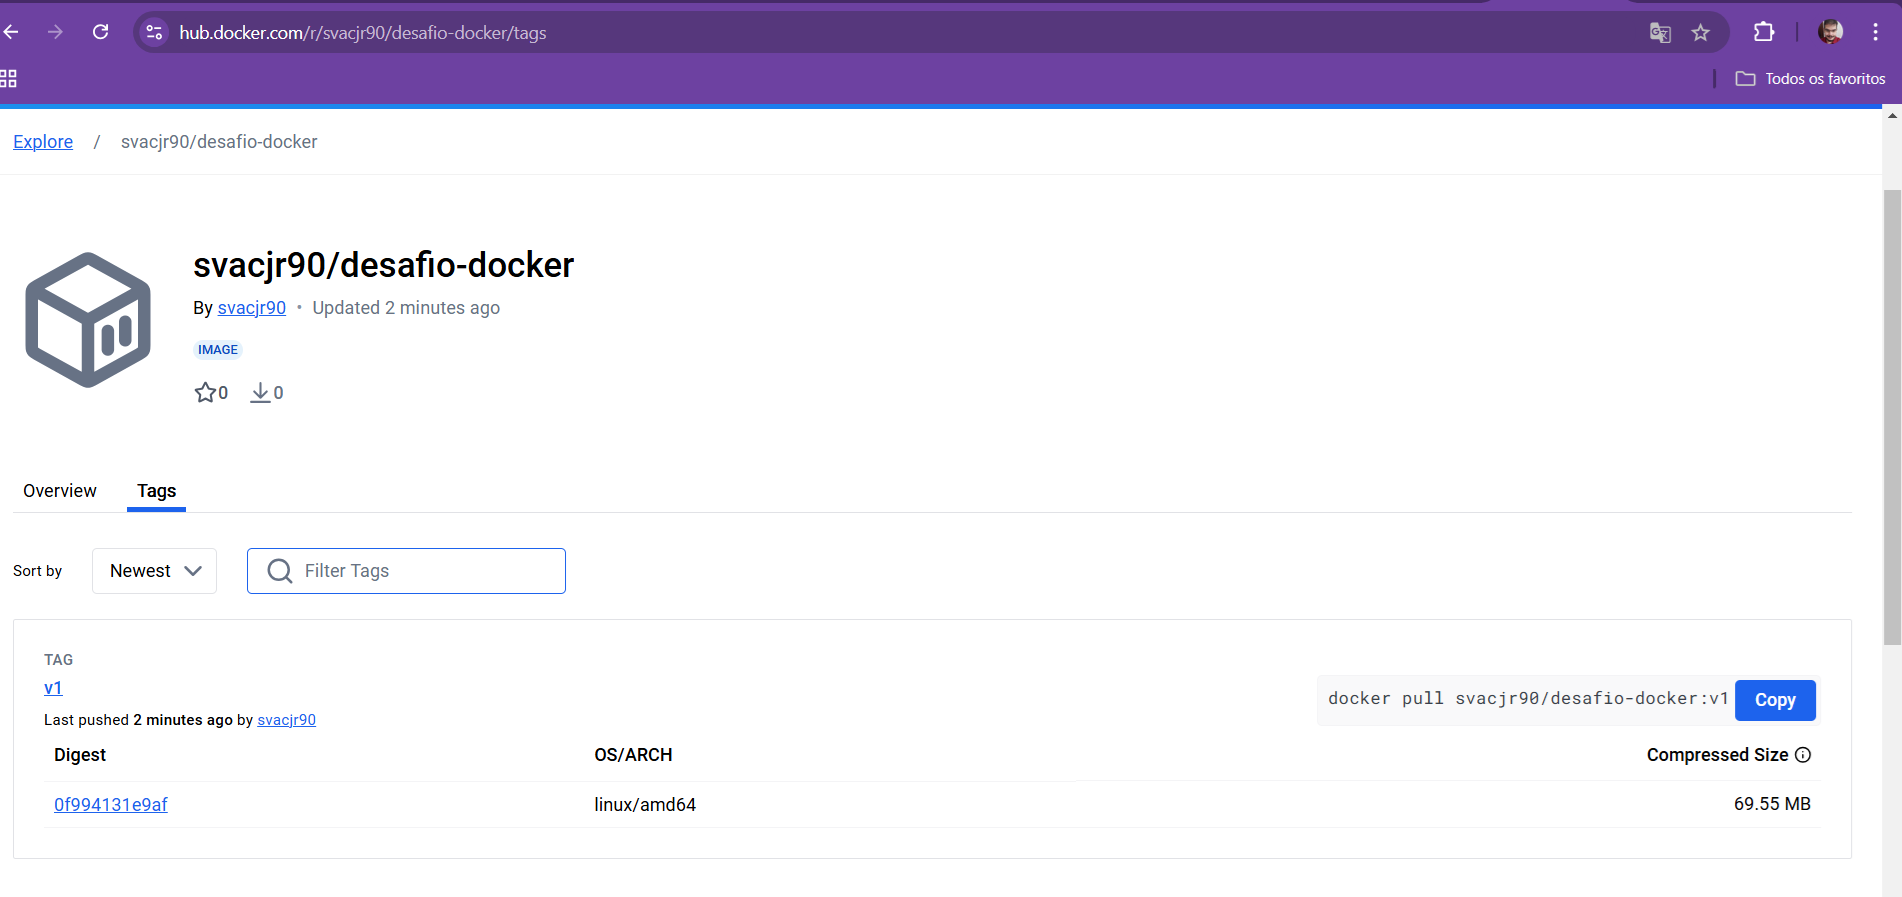 hub.docker.com/r/svacjr90/desafio-docker/tags
Todos os favoritos
Explore / svacjr90/desafio-docker
svacjr90/desafio-docker
By svacjr90 • Updated 2 minutes ago
IMAGE
0 0
Overview Tags
Sort by Newest Filter Tags
TAG
v1
docker pull svacjr90/desafio-docker:v1 Copy
Last pushed 2 minutes ago by svacjr90
Digest OS/ARCH Compressed Size
0f994131e9af linux/amd64 69.55 MB